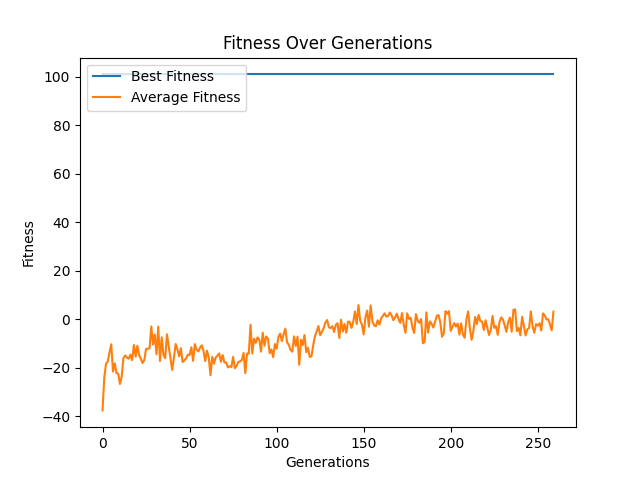 Fitness Over Generations
Best Fitness
Average Fitness
100
80
60
40
20
0
−20
−40
Fitness
0 50 100 150 200 250
Generations